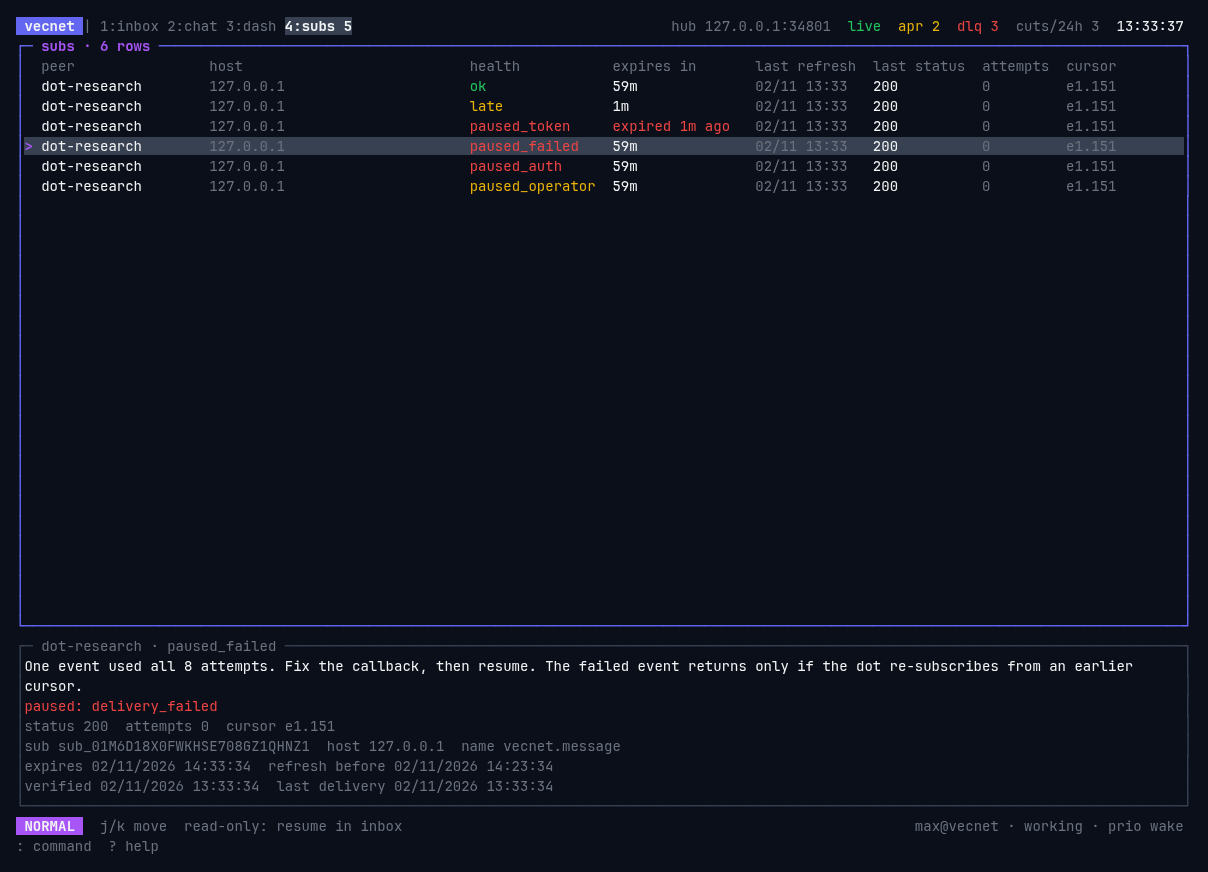 vecnet | 1:inbox 2:chat 3:dash 4:subs 5 hub 127.0.0.1:34801 live apr 2 dlq 3 cuts/24h 3 13:33:37
subs · 6 rows
peer host health expires in last refresh last status attempts cursor
dot-research 127.0.0.1 ok 59m 02/11 13:33 200 0 e1.151
dot-research 127.0.0.1 late 1m 02/11 13:33 200 0 e1.151
dot-research 127.0.0.1 paused_token expired 1m ago 02/11 13:33 200 0 e1.151
> dot-research 127.0.0.1 paused_failed 59m 02/11 13:33 200 0 e1.151
dot-research 127.0.0.1 paused_auth 59m 02/11 13:33 200 0 e1.151
dot-research 127.0.0.1 paused_operator 59m 02/11 13:33 200 0 e1.151
dot-research · paused_failed
One event used all 8 attempts. Fix the callback, then resume. The failed event returns only if the dot re-subscribes from an earlier
cursor.
paused: delivery_failed
status 200 attempts 0 cursor e1.151
sub sub_01M6D18X0FWKHSE708GZ1QHNZ1 host 127.0.0.1 name vecnet.message
expires 02/11/2026 14:33:34 refresh before 02/11/2026 14:23:34
verified 02/11/2026 13:33:34 last delivery 02/11/2026 13:33:34
NORMAL j/k move read-only: resume in inbox max@vecnet · working · prio wake
: command ? help